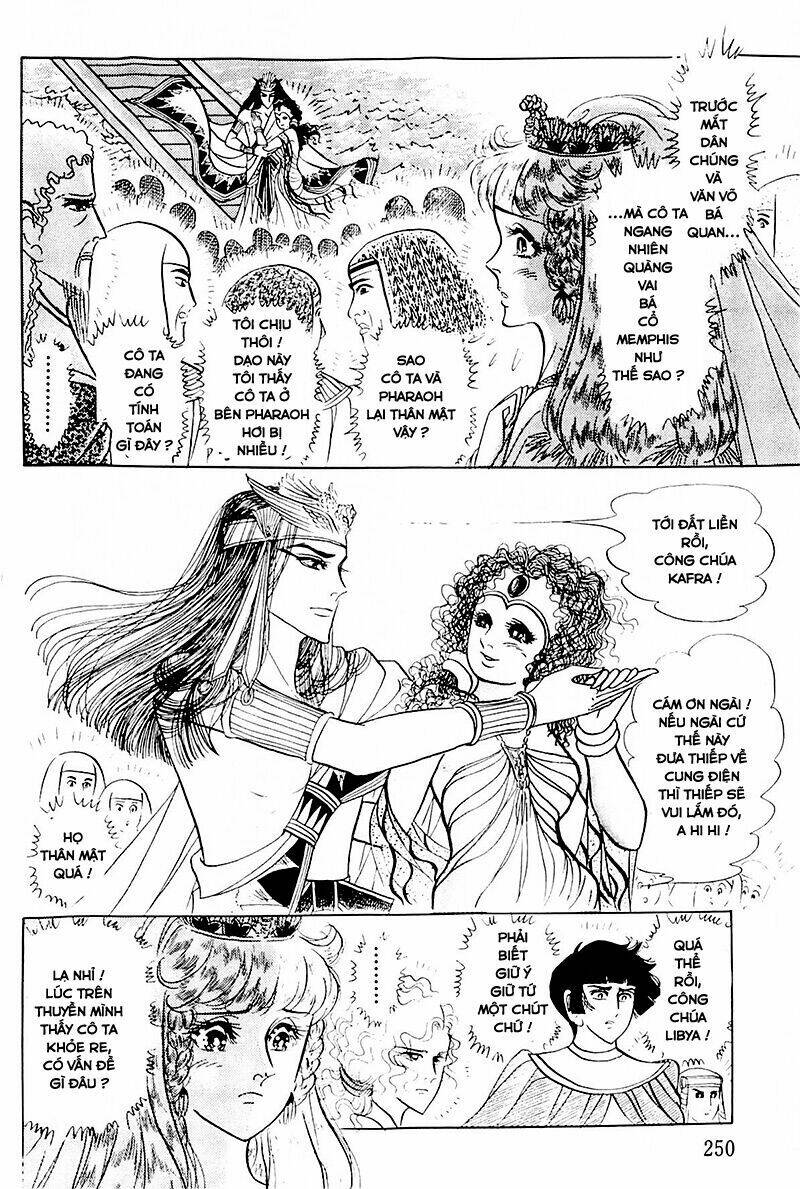 TRƯỚC
MẮT
DÂN
CHÚNG
VÀ
VĂN VÕ
BÁ
QUAN...
...MÀ CÔ TA
NGANG
NHIÊN
QUÀNG
VAI
BÁ
CỔ
MEMPHIS
NHƯ
THẾ SAO ?
SAO
CÔ TA VÀ
PHARAOH
LẠI THÂN MẬT
VẬY ?
TÔI CHỊU
THÔI !
DẠO NÀY
TÔI THẤY
CÔ TA Ở
BÊN PHARAOH
HƠI BỊ
NHIỀU !
CÔ TA
ĐANG
CÓ
TÍNH
TOÁN
GÌ ĐÂY ?
........
TỚI ĐẤT LIỀN
RỒI,
CÔNG CHÚA
KAFRA !
CÁM ƠN NGÀI !
NẾU NGÀI CỨ
THẾ NÀY
ĐƯA THIẾP VỀ
CUNG ĐIỆN
THÌ THIẾP SẼ
VUI LẮM ĐÓ,
A HI HI !
HỌ
THÂN MẬT
QUÁ !
QUÁ
THỂ
RỒI,
CÔNG
CHÚA
LIBYA !
PHẢI
BIẾT
GIỮ Ý
GIỮ TỨ
MỘT CHÚT
CHỨ !
........
LẠ NHỈ !
LÚC TRÊN
THUYỀN MÌNH
THẤY CÔ TA
KHỎE RE,
CÓ VẤN ĐỀ
GÌ ĐÂU ?
250